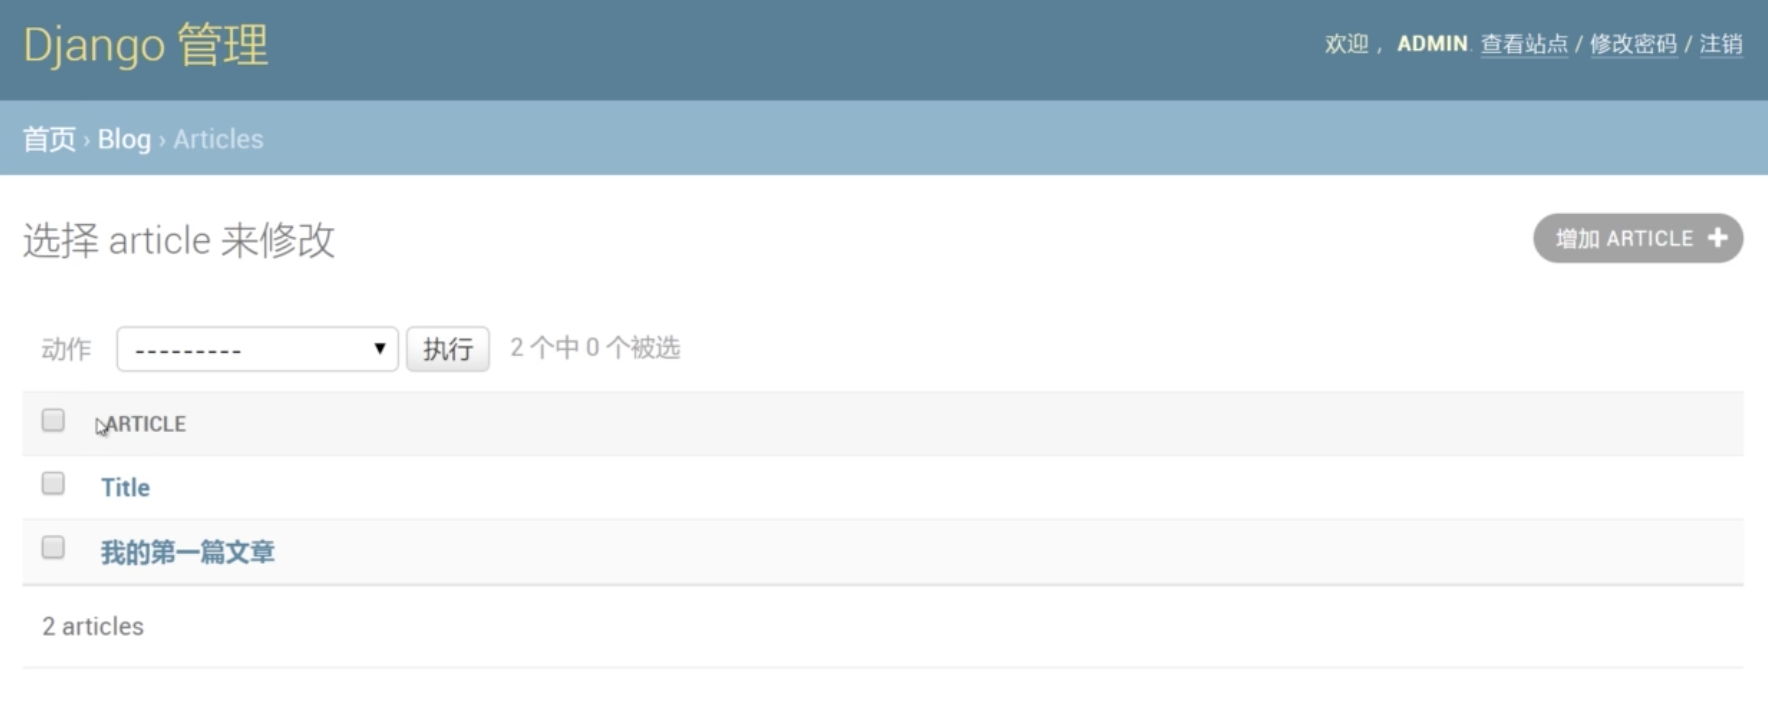 Django 管理
欢迎， ADMIN. 查看站点 / 修改密码 / 注销
首页 › Blog › Articles
选择 article 来修改
增加 ARTICLE +
动作 --------- 执行 2 个中 0 个被选
ARTICLE
Title
我的第一篇文章
2 articles